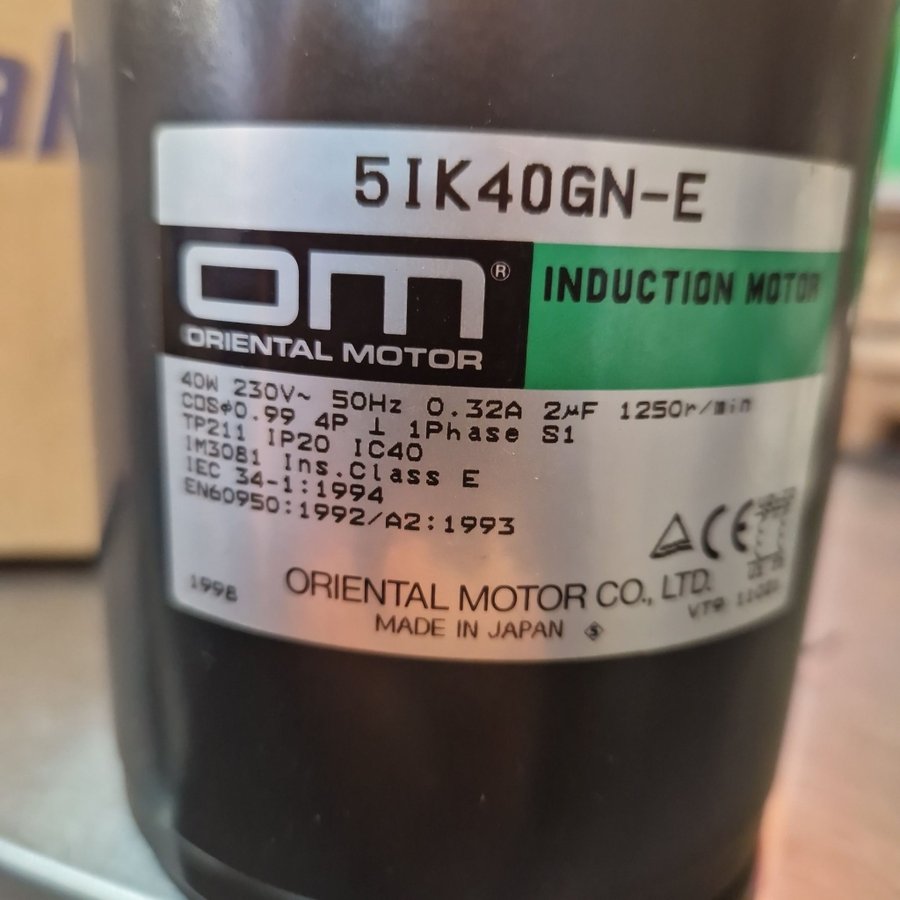 5IK40GN-E
om®
ORIENTAL MOTOR
INDUCTION MOTOR
40W 230V~ 50Hz 0.32A 2μF 1250r/min
COSφ0.99 4P ⊥ 1Phase S1
TP211 IP20 IC40
IM3081 Ins.Class E
IEC 34-1:1994
EN60950:1992/A2:1993
CE
1998
ORIENTAL MOTOR CO., LTD.
MADE IN JAPAN
S